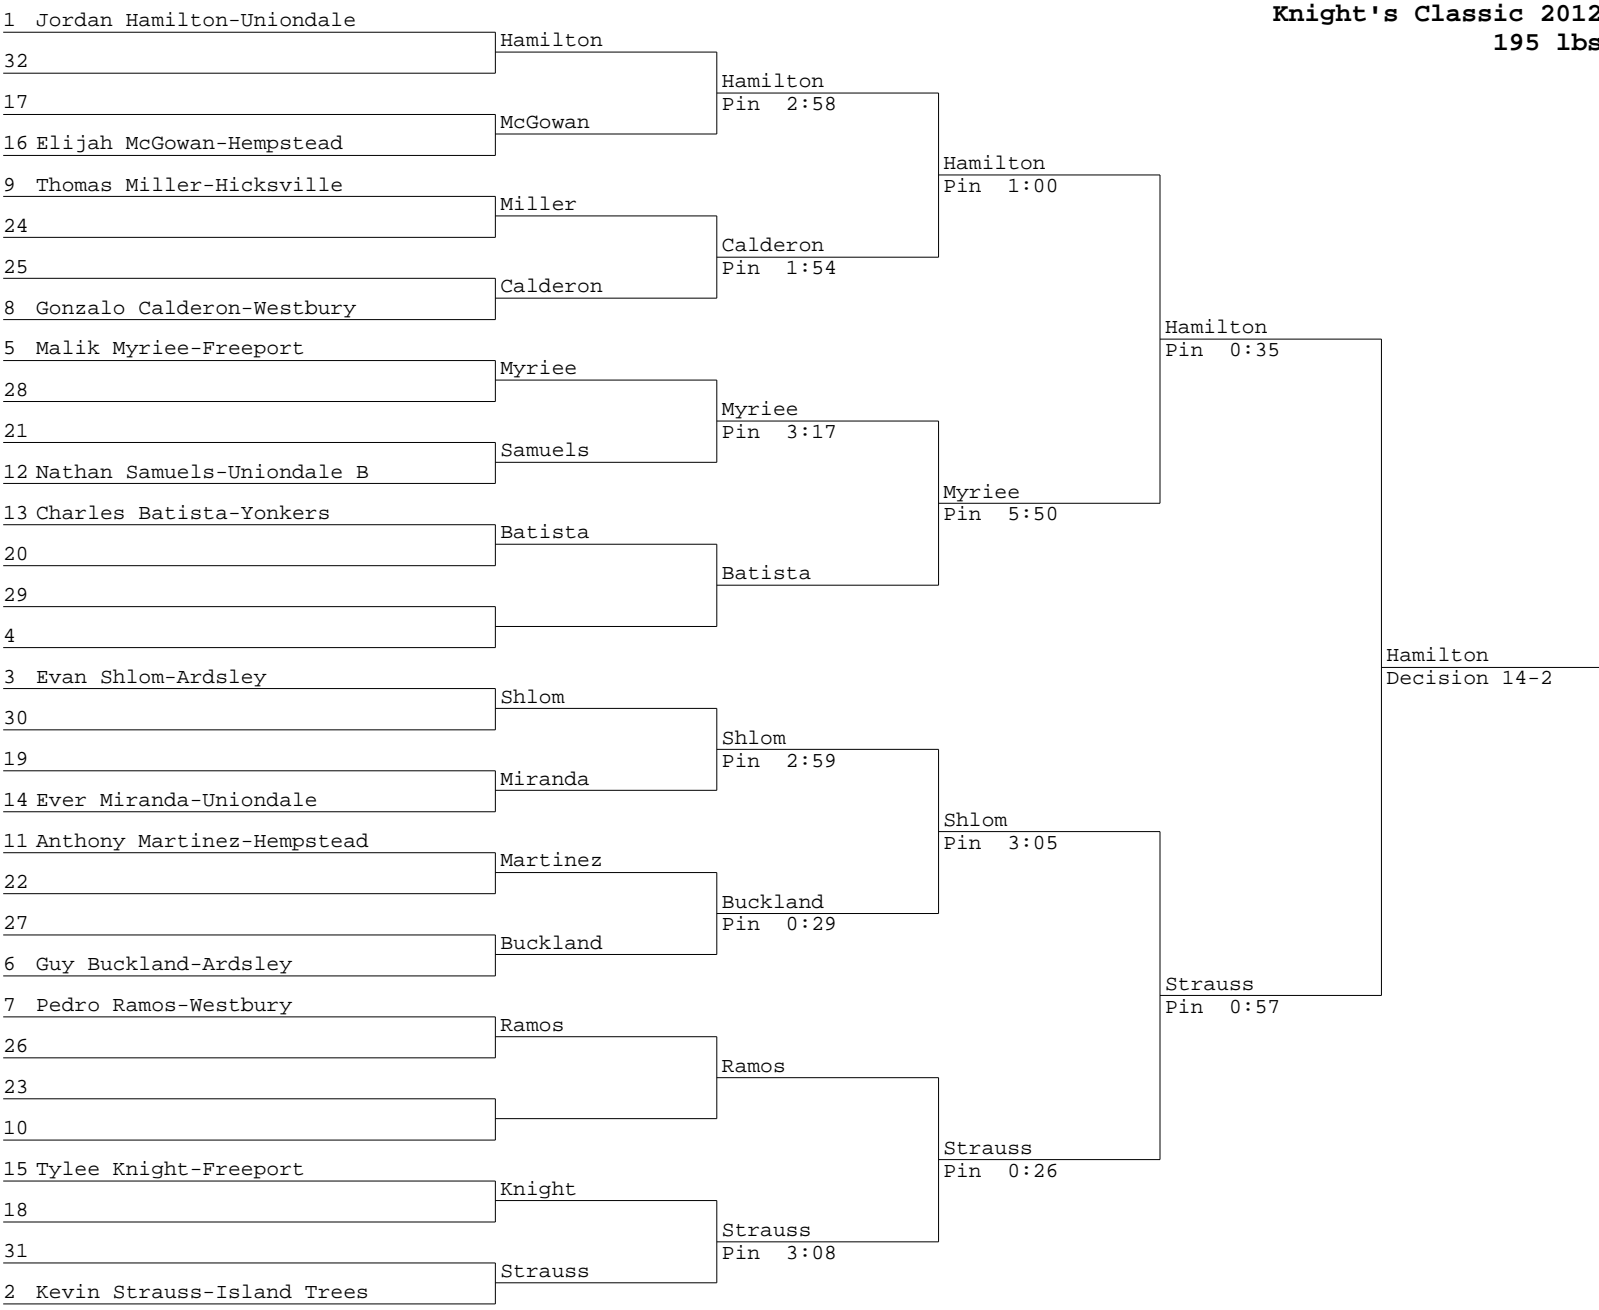 Knight's Classic 2012
195 lbs
1 Jordan Hamilton-Uniondale
32
17
16 Elijah McGowan-Hempstead
9 Thomas Miller-Hicksville
24
25
8 Gonzalo Calderon-Westbury
5 Malik Myriee-Freeport
28
21
12 Nathan Samuels-Uniondale B
13 Charles Batista-Yonkers
20
29
4
3 Evan Shlom-Ardsley
30
19
14 Ever Miranda-Uniondale
11 Anthony Martinez-Hempstead
22
27
6 Guy Buckland-Ardsley
7 Pedro Ramos-Westbury
26
23
10
15 Tylee Knight-Freeport
18
31
2 Kevin Strauss-Island Trees
Hamilton
McGowan
Miller
Calderon
Myriee
Samuels
Batista
Shlom
Miranda
Martinez
Buckland
Ramos
Knight
Strauss
Hamilton
Pin 2:58
Calderon
Pin 1:54
Myriee
Pin 3:17
Batista
Shlom
Pin 2:59
Buckland
Pin 0:29
Ramos
Strauss
Pin 3:08
Hamilton
Pin 1:00
Myriee
Pin 5:50
Shlom
Pin 3:05
Strauss
Pin 0:26
Hamilton
Pin 0:35
Strauss
Pin 0:57
Hamilton
Decision 14-2